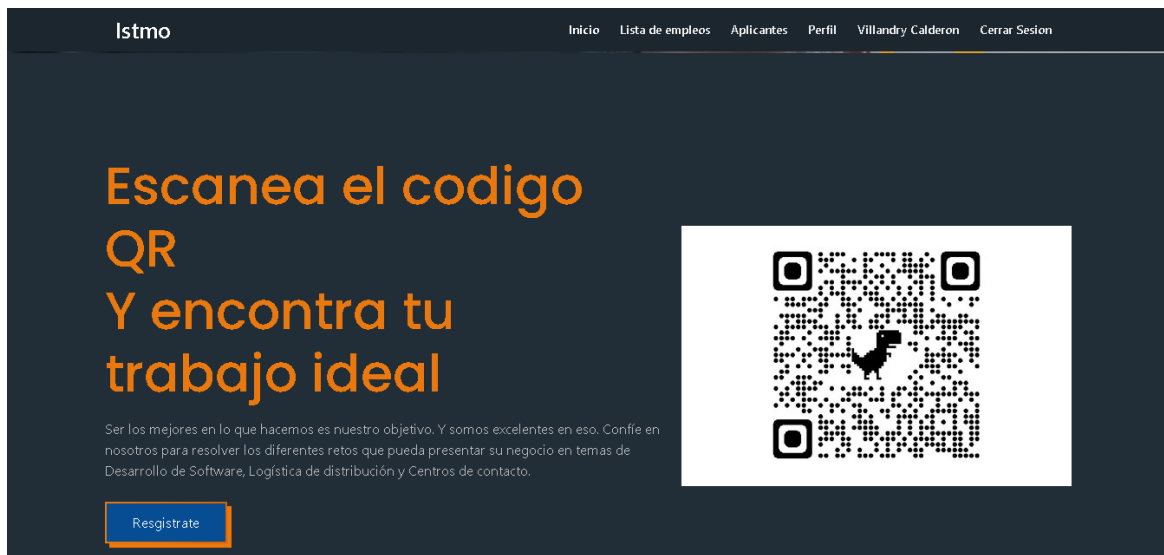 Istmo
Inicio Lista de empleos Aplicantes Perfil Villandry Calderon Cerrar Sesion
Escanea el codigo
QR
Y encontra tu
trabajo ideal
Ser los mejores en lo que hacemos es nuestro objetivo. Y somos excelentes en eso. Confíe en
nosotros para resolver los diferentes retos que pueda presentar su negocio en temas de
Desarrollo de Software, Logística de distribución y Centros de contacto.
Resgistrate